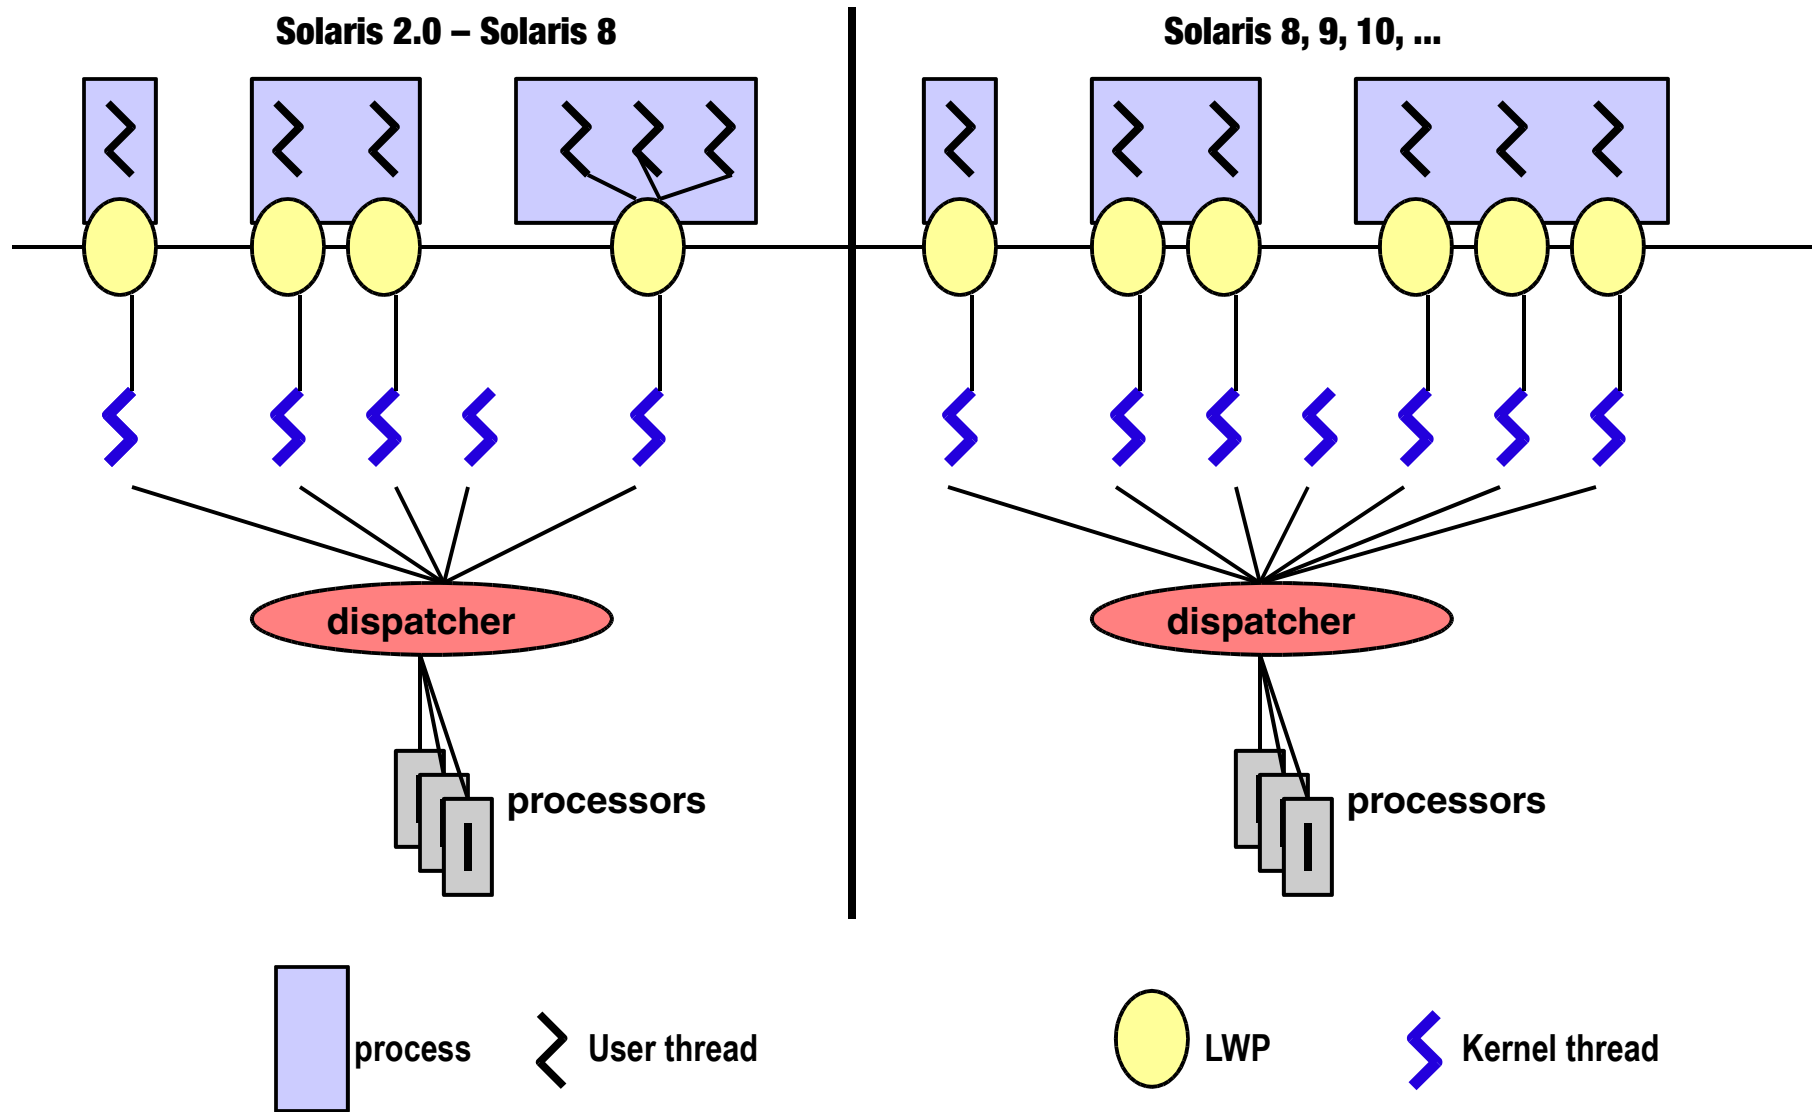 Solaris 2.0 – Solaris 8
Solaris 8, 9, 10, ...
dispatcher
dispatcher
processors
processors
process
User thread
LWP
Kernel thread